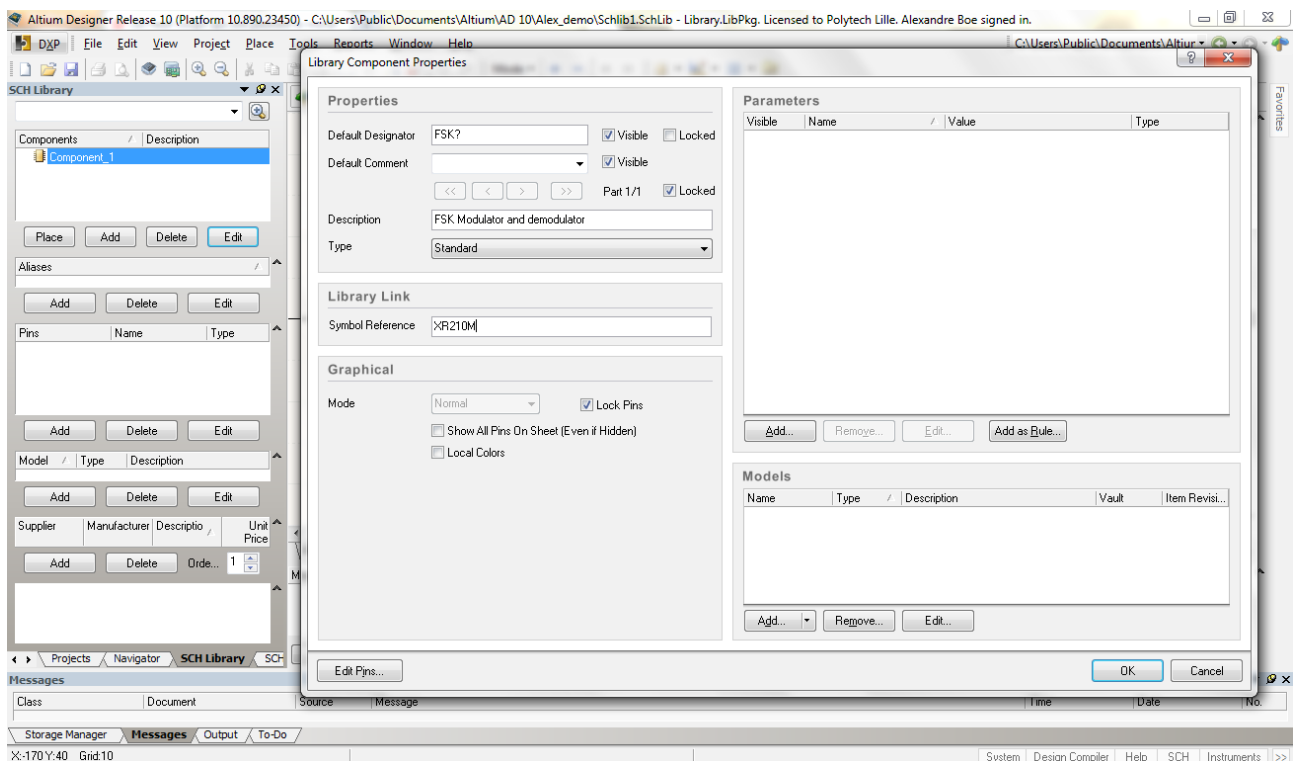 Altium Designer Release 10 (Platform 10.890.23450) - C:\Users\Public\Documents\Altium\AD 10\Alex_demo\Schlib1.SchLib - Library.LibPkg. Licensed to Polytech Lille. Alexandre Boe signed in.
DXP File Edit View Project Place Tools Reports Window Help C:\Users\Public\Documents\Altiur
SCH Library
Components / Description
Component_1
Place Add Delete Edit
Aliases /
Add Delete Edit
Pins Name Type
Add Delete Edit
Model / Type Description
Add Delete Edit
Supplier Manufacturer Descriptio / Unit Price
Add Delete Orde... 1
Projects Navigator SCH Library SCH
Library Component Properties
Properties
Default Designator FSK? Visible Locked
Default Comment Visible
<< < > >> Part 1/1 Locked
Description FSK Modulator and demodulator
Type Standard
Library Link
Symbol Reference XR210M
Graphical
Mode Normal Lock Pins
Show All Pins On Sheet (Even if Hidden)
Local Colors
Parameters
Visible Name / Value Type
Add... Remove... Edit... Add as Rule...
Models
Name Type / Description Vault Item Revisi...
Add... Remove... Edit...
Edit Pins... OK Cancel
Favorites
Messages
Class Document Source Message Time Date No.
Storage Manager Messages Output To-Do
X:-170 Y:40 Grid:10 System Design Compiler Help SCH Instruments >>